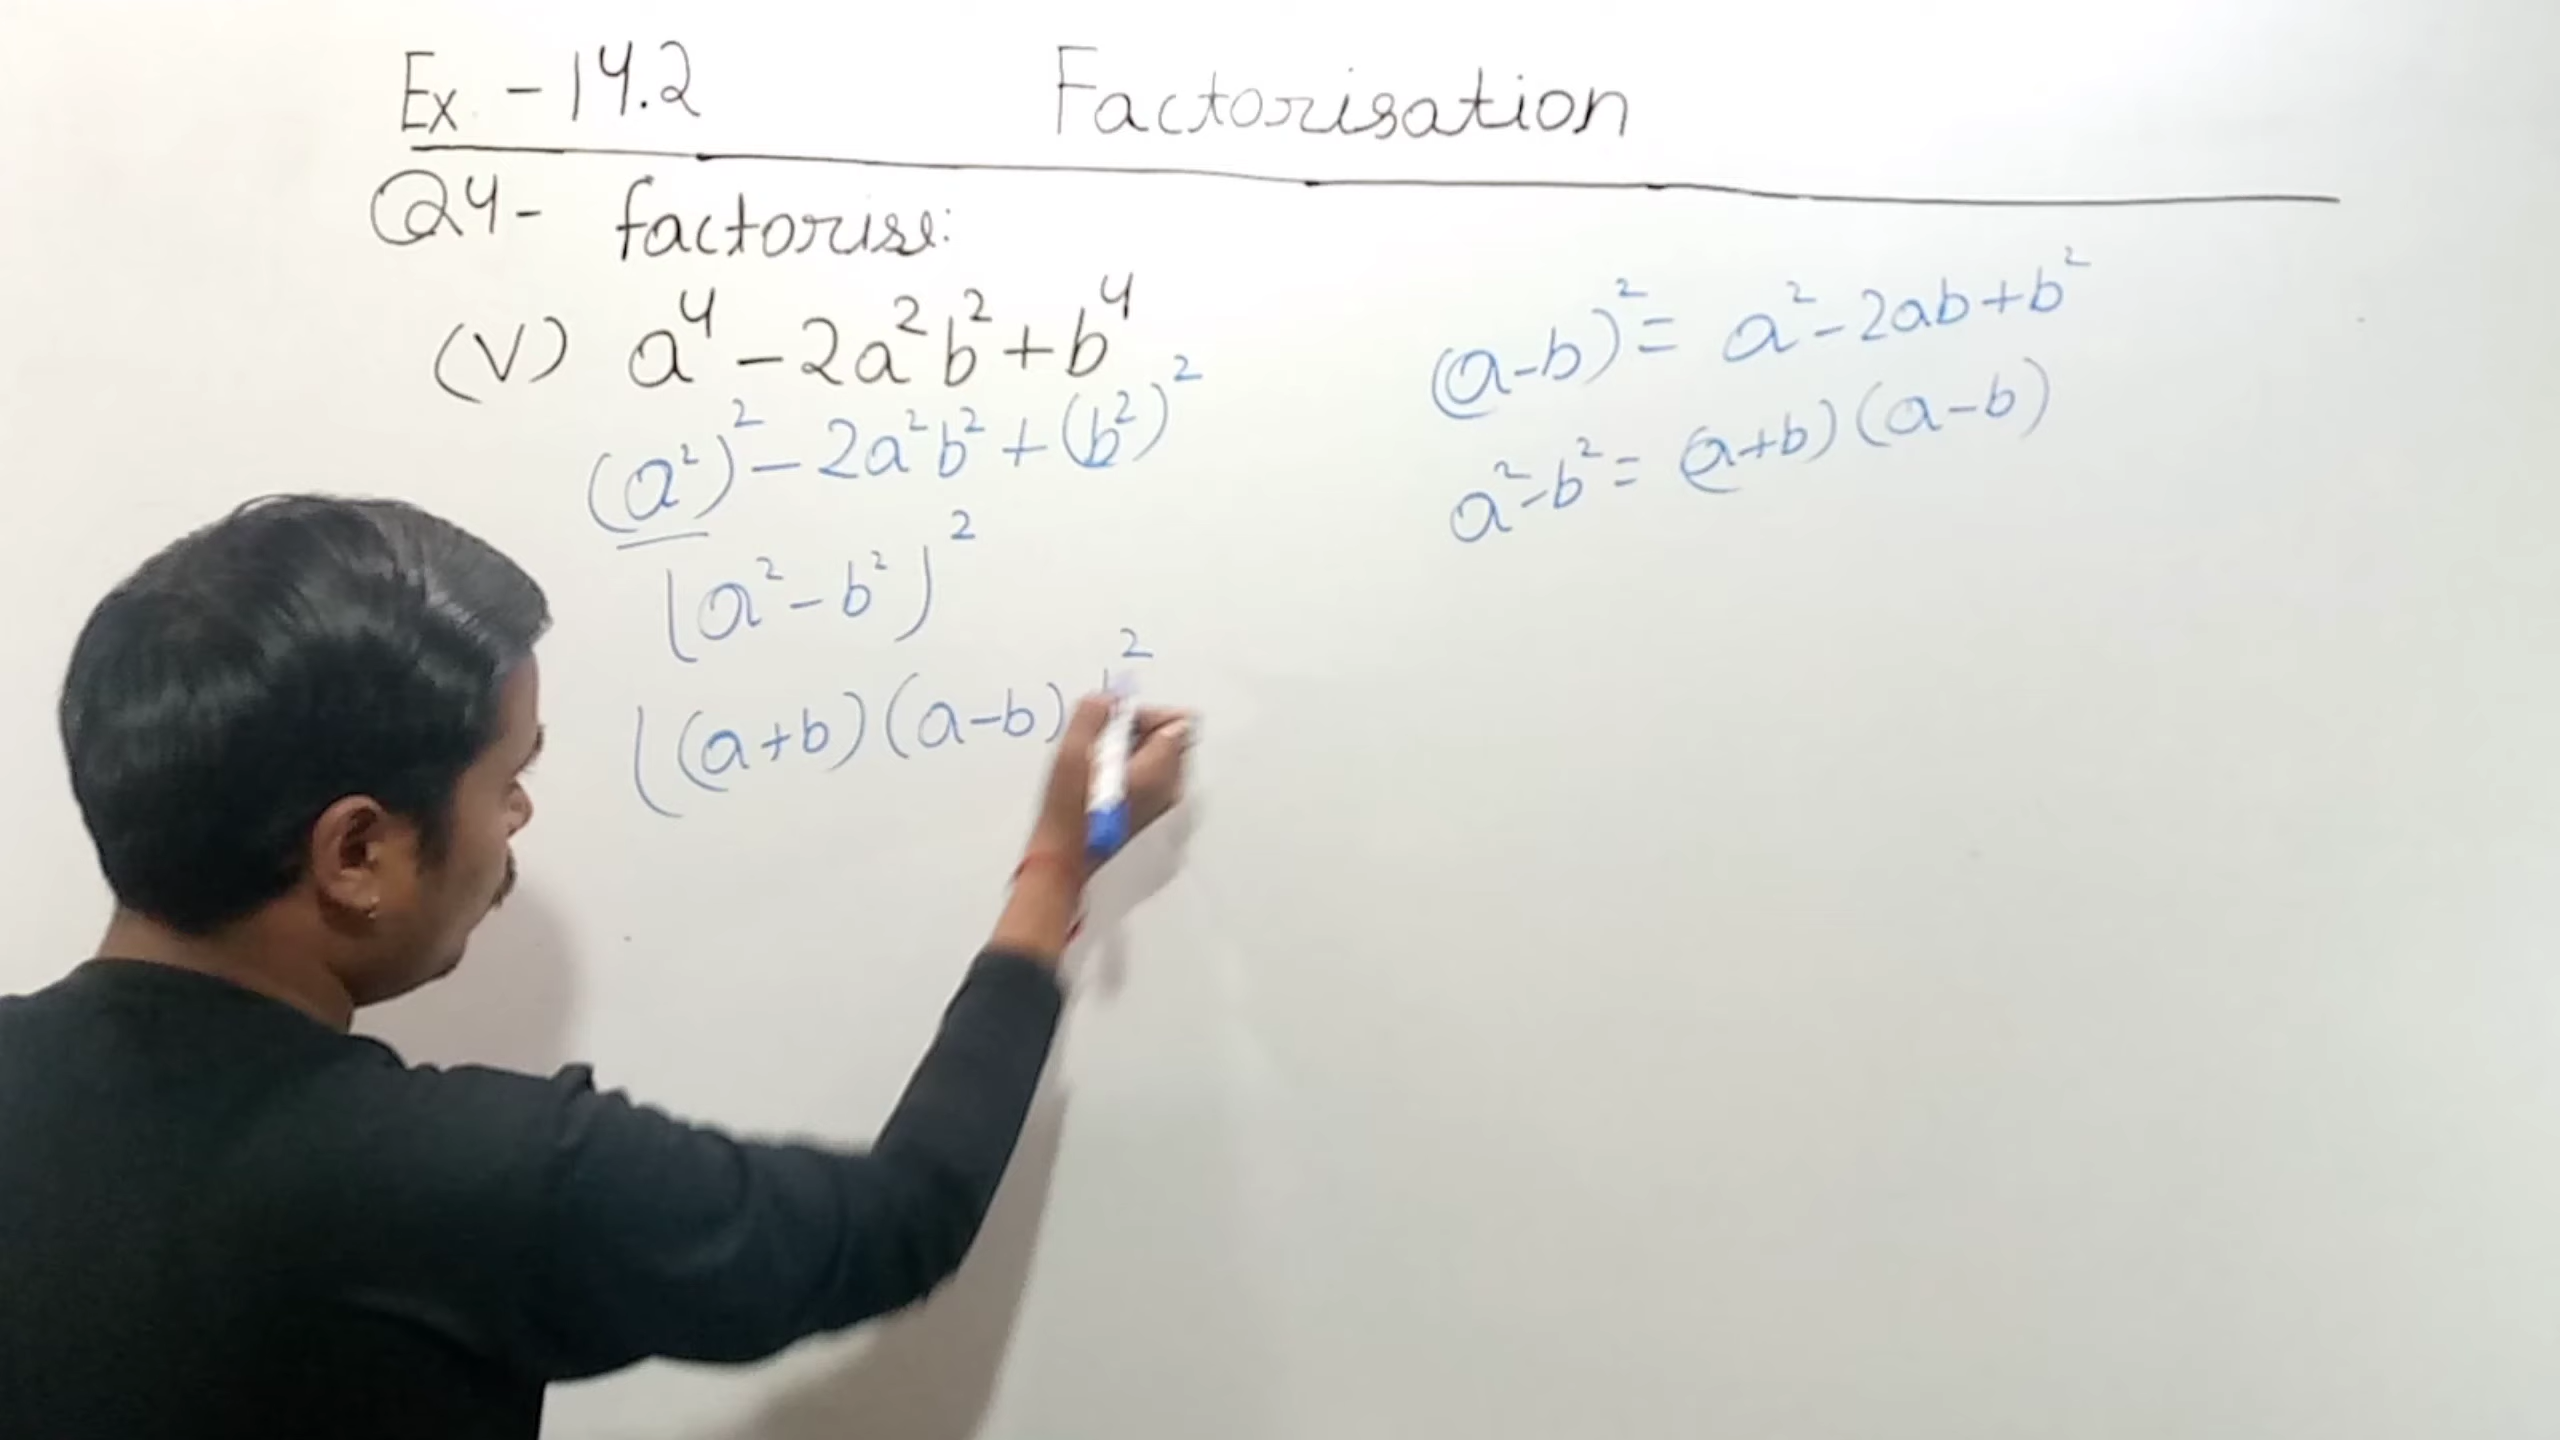 Ex - 14.2 Factorisation
Q4- factorise:
(V) a⁴ - 2a²b² + b⁴
(a²)² - 2a²b² + (b²)²
(a² - b²)²
((a+b)(a-b))²
(a-b)² = a² - 2ab + b²
a² - b² = (a+b)(a-b)